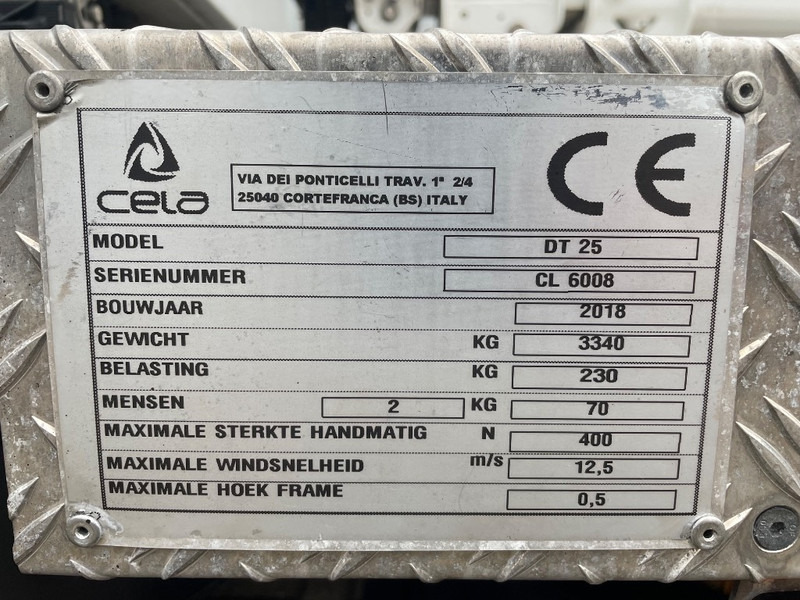 cela
VIA DEI PONTICELLI TRAV. 1ª 2/4
25040 CORTEFRANCA (BS) ITALY
CE
MODEL DT 25
SERIENUMMER CL 6008
BOUWJAAR 2018
GEWICHT KG 3340
BELASTING KG 230
MENSEN 2 KG 70
MAXIMALE STERKTE HANDMATIG N 400
MAXIMALE WINDSNELHEID m/s 12,5
MAXIMALE HOEK FRAME 0,5